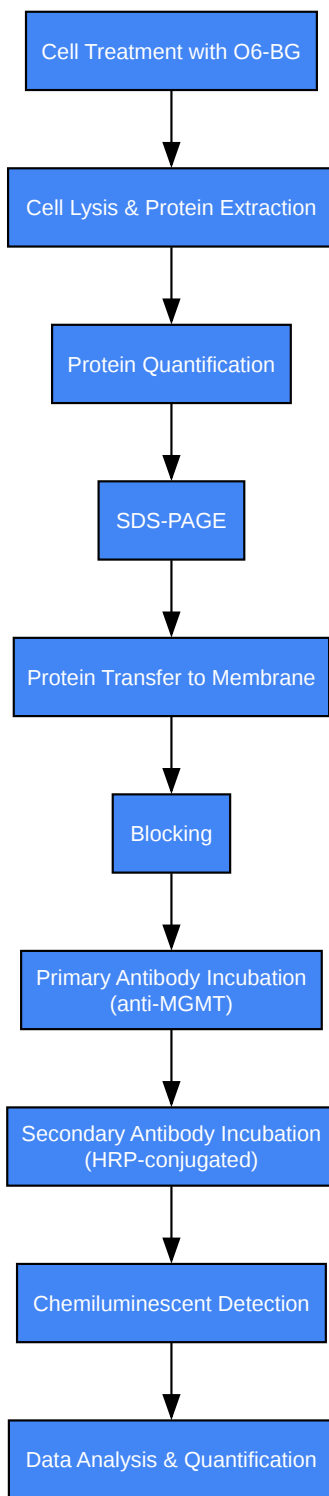 Cell Treatment with O6-BG
Cell Lysis & Protein Extraction
Protein Quantification
SDS-PAGE
Protein Transfer to Membrane
Blocking
Primary Antibody Incubation
(anti-MGMT)
Secondary Antibody Incubation
(HRP-conjugated)
Chemiluminescent Detection
Data Analysis & Quantification